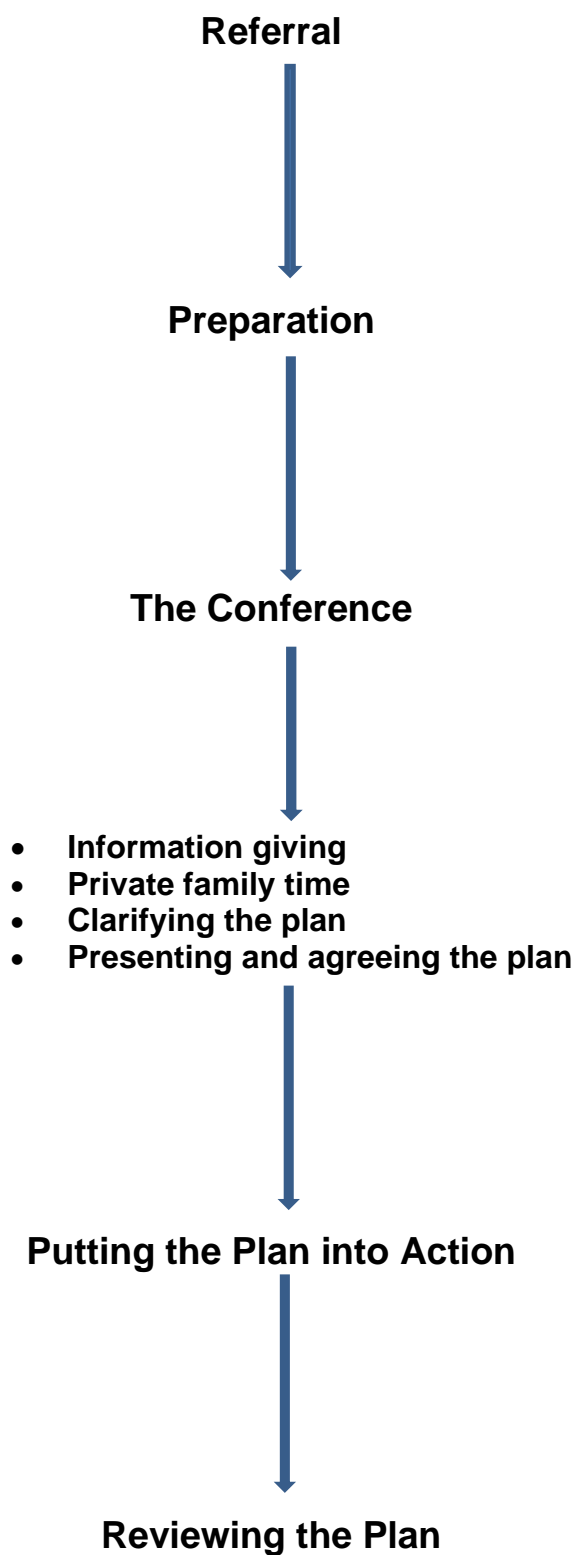 Referral
Preparation
The Conference
• Information giving
• Private family time
• Clarifying the plan
• Presenting and agreeing the plan
Putting the Plan into Action
Reviewing the Plan